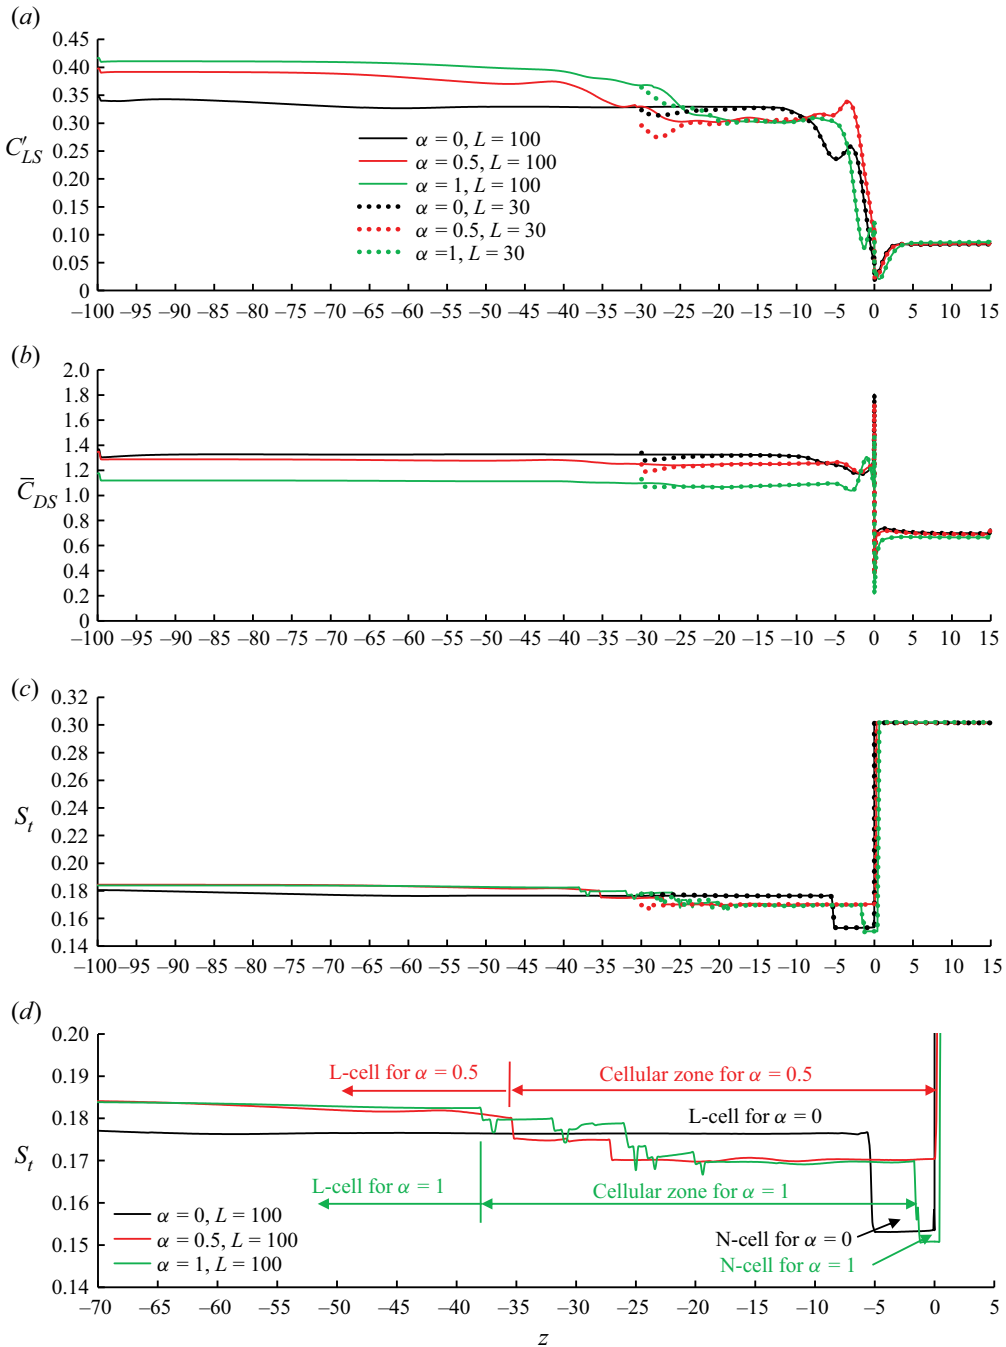 (a)
0.45
0.40
0.35
0.30
0.25
0.20
0.15
0.10
0.05
0
C′LS
α = 0, L = 100
α = 0.5, L = 100
α = 1, L = 100
α = 0, L = 30
α = 0.5, L = 30
α =1, L = 30
–100 –95 –90 –85 –80 –75 –70 –65 –60 –55 –50 –45 –40 –35 –30 –25 –20 –15 –10 –5 0 5 10 15
(b)
2.0
1.8
1.6
1.4
1.2
1.0
0.8
0.6
0.4
0.2
0
C̅DS
–100 –95 –90 –85 –80 –75 –70 –65 –60 –55 –50 –45 –40 –35 –30 –25 –20 –15 –10 –5 0 5 10 15
(c)
0.32
0.30
0.28
0.26
0.24
0.22
0.20
0.18
0.16
0.14
St
–100 –95 –90 –85 –80 –75 –70 –65 –60 –55 –50 –45 –40 –35 –30 –25 –20 –15 –10 –5 0 5 10 15
(d)
0.20
0.19
0.18
0.17
0.16
0.15
0.14
St
L-cell for α = 0.5
Cellular zone for α = 0.5
L-cell for α = 0
L-cell for α = 1
Cellular zone for α = 1
α = 0, L = 100
α = 0.5, L = 100
α = 1, L = 100
N-cell for α = 0
N-cell for α = 1
–70 –65 –60 –55 –50 –45 –40 –35 –30 –25 –20 –15 –10 –5 0 5
z